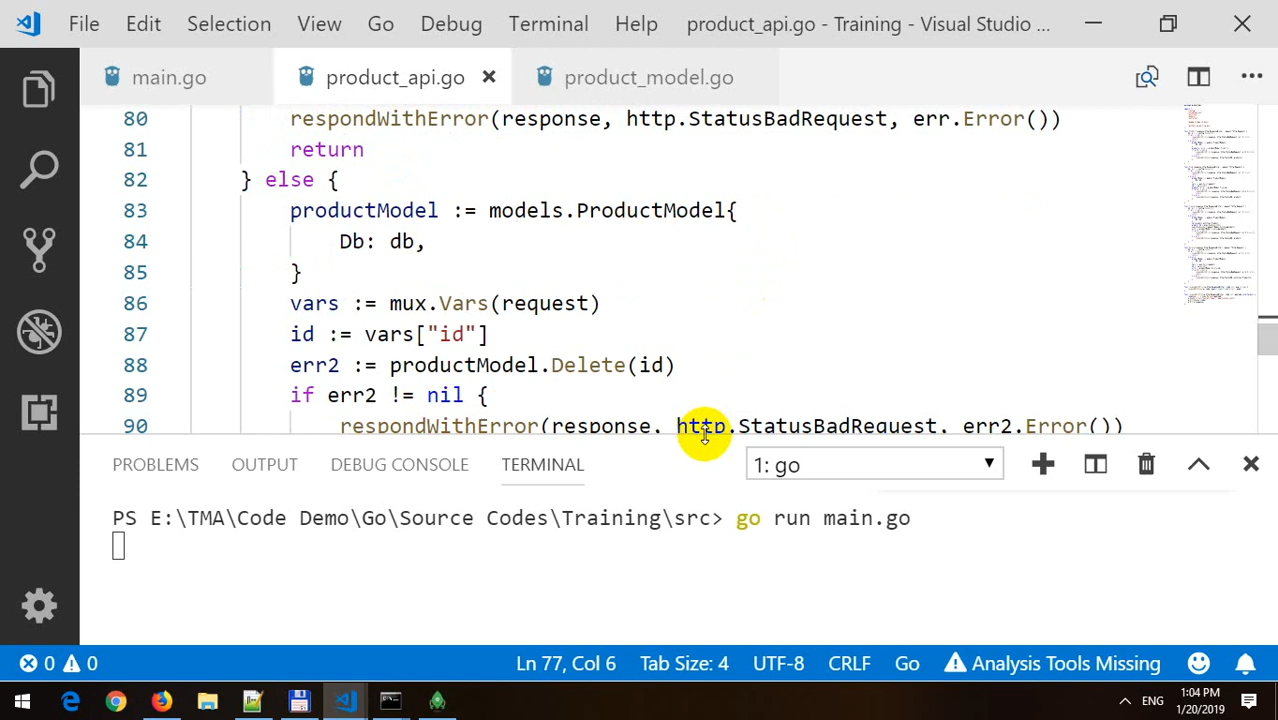 File Edit Selection View Go Debug Terminal Help product_api.go - Training - Visual Studio ...
main.go product_api.go product_model.go
80 respondWithError(response, http.StatusBadRequest, err.Error())
81 return
82 } else {
83 productModel := models.ProductModel{
84 Db: db,
85 }
86 vars := mux.Vars(request)
87 id := vars["id"]
88 err2 := productModel.Delete(id)
89 if err2 != nil {
90 respondWithError(response, http.StatusBadRequest, err2.Error())
PROBLEMS OUTPUT DEBUG CONSOLE TERMINAL 1: go
PS E:\TMA\Code Demo\Go\Source Codes\Training\src> go run main.go
0 0 Ln 77, Col 6 Tab Size: 4 UTF-8 CRLF Go Analysis Tools Missing
ENG 1:04 PM
1/20/2019